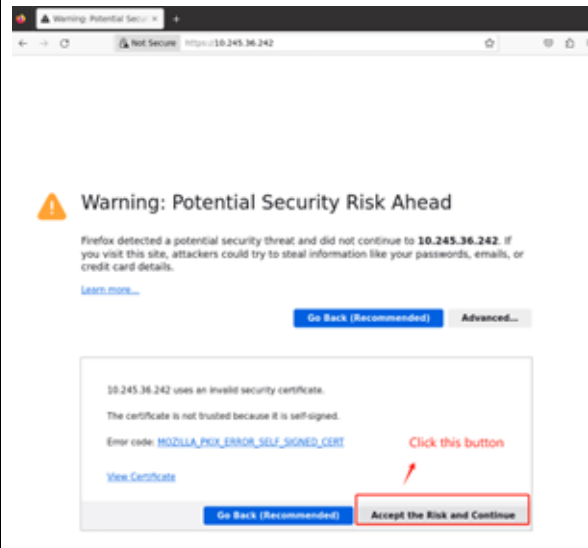 Warning: Potential Secur
Not Secure https://10.245.36.242
Warning: Potential Security Risk Ahead
Firefox detected a potential security threat and did not continue to 10.245.36.242. If
you visit this site, attackers could try to steal information like your passwords, emails, or
credit card details.
Learn more...
Go Back (Recommended) Advanced...
10.245.36.242 uses an invalid security certificate.
The certificate is not trusted because it is self-signed.
Error code: MOZILLA_PKIX_ERROR_SELF_SIGNED_CERT
Click this button
View Certificate
Go Back (Recommended) Accept the Risk and Continue